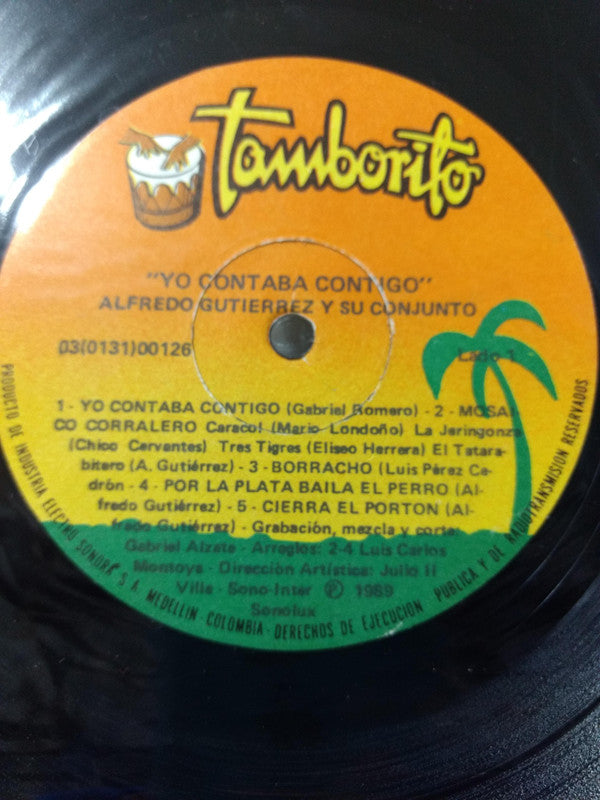 Tamborito
"YO CONTABA CONTIGO"
ALFREDO GUTIERREZ Y SU CONJUNTO
03(0131)00126
Lado 1
1 - YO CONTABA CONTIGO (Gabriel Romero) - 2 - MOSAI-
CO CORRALERO Caracol (Mario Londoño) La Jeringonza
(Chico Cervantes) Tres Tigres (Eliseo Herrera) El Tatara-
bitero (A. Gutiérrez) - 3 - BORRACHO (Luis Pérez Ce-
drón - 4 - POR LA PLATA BAILA EL PERRO (Al-
fredo Gutiérrez) - 5 - CIERRA EL PORTON (Al-
fredo Gutiérrez) - Grabación, mezcla y corte:
Gabriel Alzate - Arreglos: 2-4 Luis Carlos
Montoya - Dirección Artística: Julio II
Villa - Sono-Inter ℗ 1989
Sonolux
PRODUCTO DE INDUSTRIA ELECTRO SONORA S.A. MEDELLIN - COLOMBIA - DERECHOS DE EJECUCION PUBLICA Y DE RADIOTRANSMISION RESERVADOS